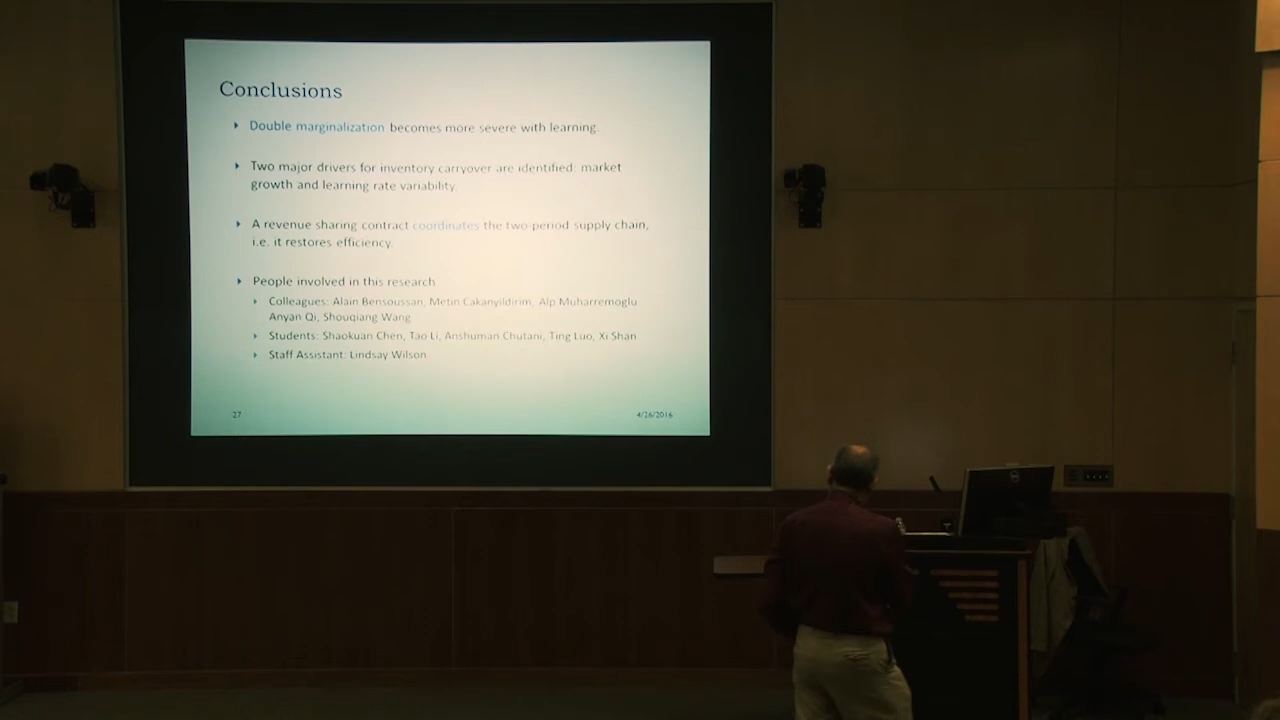 Conclusions
Double marginalization becomes more severe with learning.
Two major drivers for inventory carryover are identified: market
growth and learning rate variability.
A revenue sharing contract coordinates the two-period supply chain,
i.e. it restores efficiency.
People involved in this research
Colleagues: Alain Bensoussan, Metin Cakanyildirim, Alp Muharremoglu
Anyan Qi, Shouqiang Wang
Students: Shaokuan Chen, Tao Li, Anshuman Chutani, Ting Luo, Xi Shan
Staff Assistant: Lindsay Wilson
27
4/26/2016